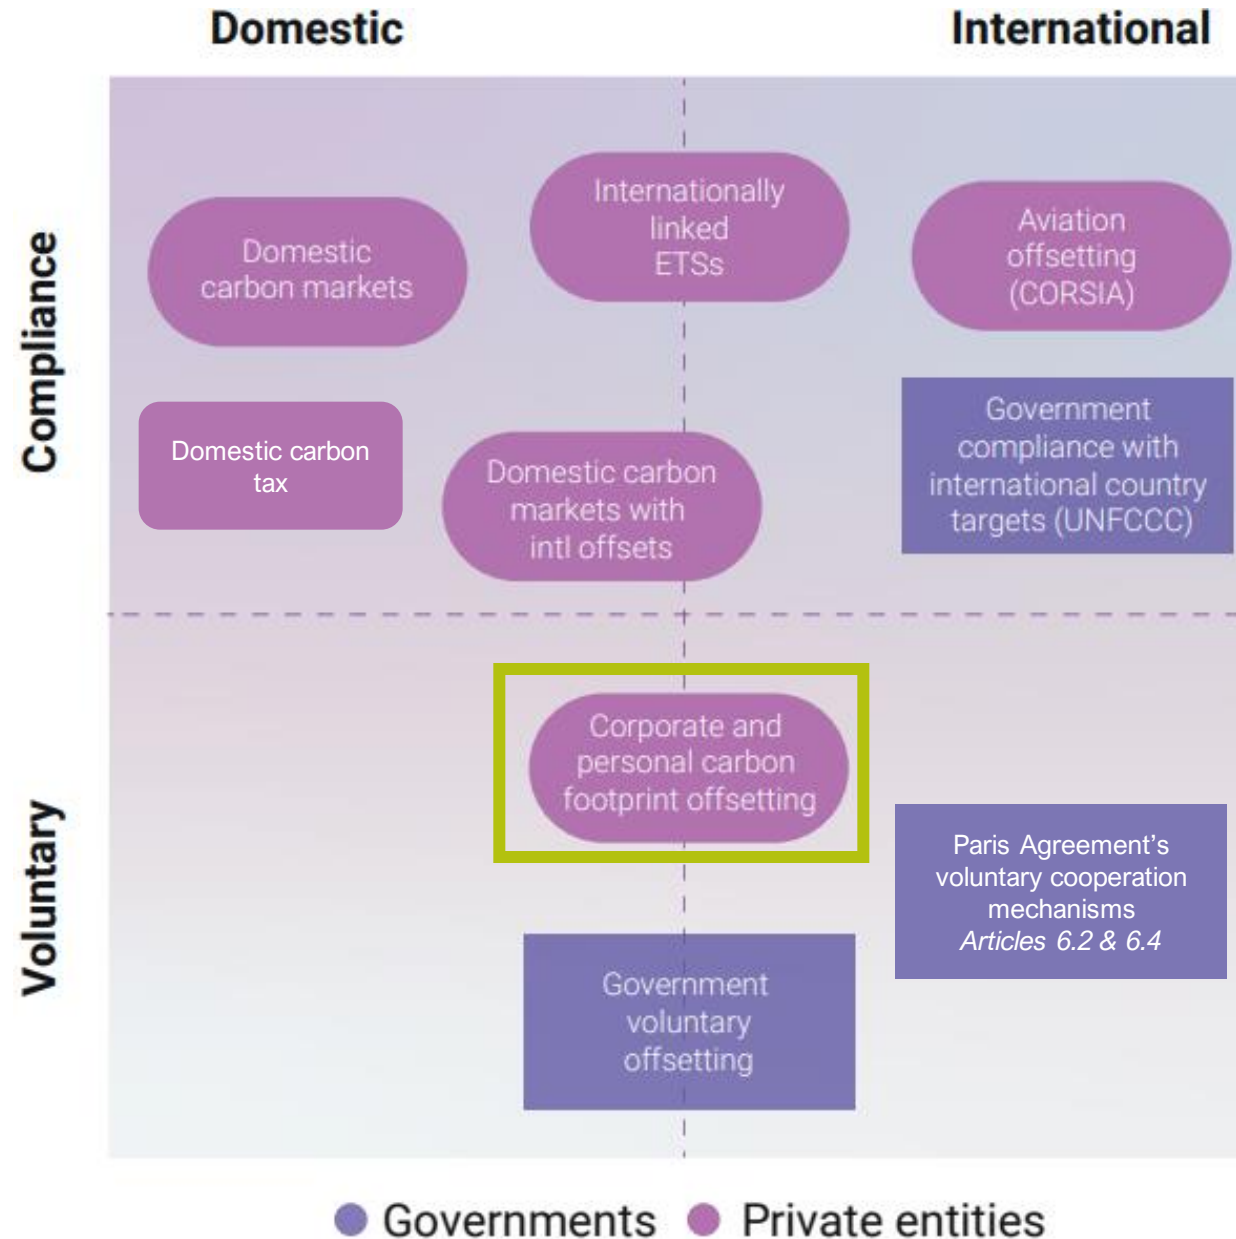 Domestic
International
Compliance
Voluntary
Domestic
carbon markets
Internationally
linked
ETSs
Aviation
offsetting
(CORSIA)
Domestic carbon
tax
Domestic carbon
markets with
intl offsets
Government
compliance with
international country
targets (UNFCCC)
Corporate and
personal carbon
footprint offsetting
Paris Agreement’s
voluntary cooperation
mechanisms
Articles 6.2 & 6.4
Government
voluntary
offsetting
Governments
Private entities